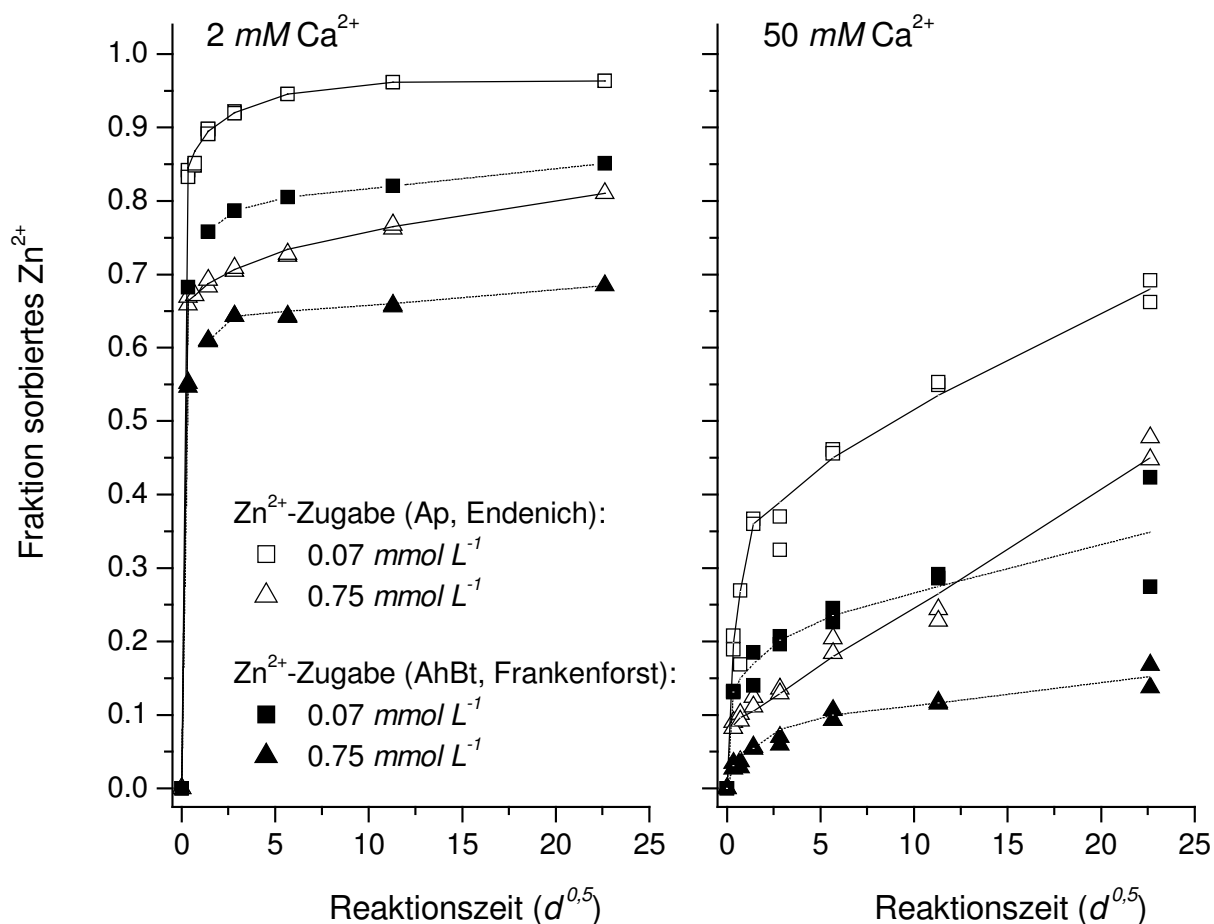 2 mM Ca²⁺
50 mM Ca²⁺
Fraktion sorbiertes Zn²⁺
1.0
0.9
0.8
0.7
0.6
0.5
0.4
0.3
0.2
0.1
0.0
Zn²⁺-Zugabe (Ap, Endenich):
0.07 mmol L⁻¹
0.75 mmol L⁻¹
Zn²⁺-Zugabe (AhBt, Frankenforst):
0.07 mmol L⁻¹
0.75 mmol L⁻¹
0 5 10 15 20 25
0 5 10 15 20 25
Reaktionszeit (d⁰,⁵)
Reaktionszeit (d⁰,⁵)